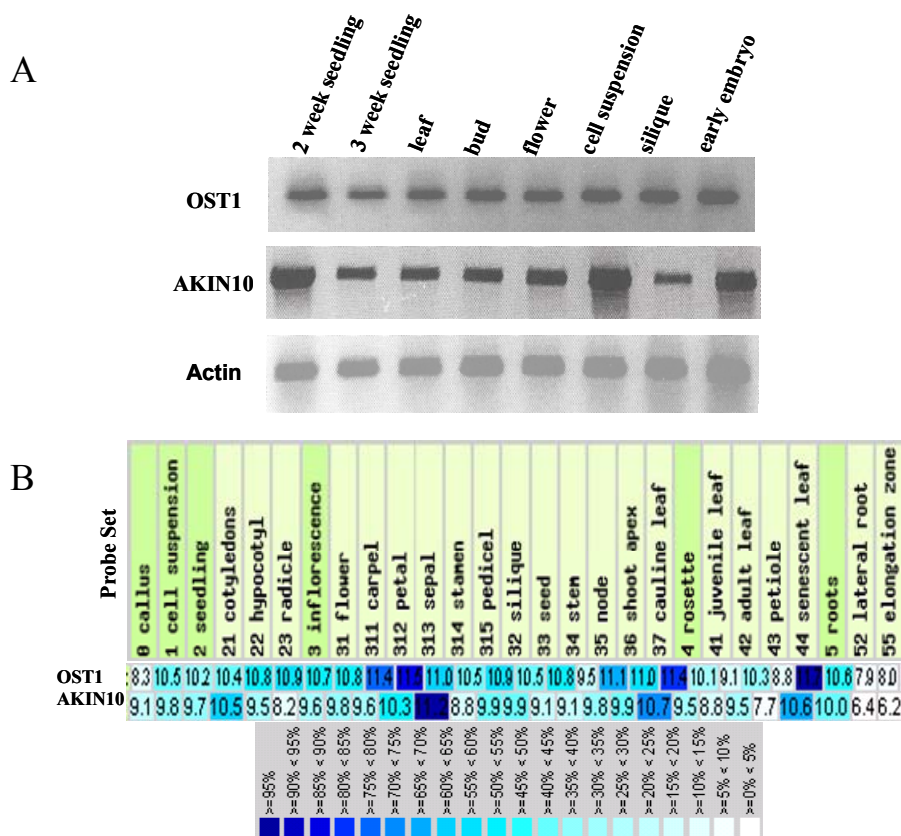 A
2 week seedling
3 week seedling
leaf
bud
flower
cell suspension
silique
early embryo
OST1
AKIN10
Actin
B
Probe Set
0 callus
1 cell suspension
2 seedling
21 cotyledons
22 hypocotyl
23 radicle
3 inflorescence
31 flower
311 carpel
312 petal
313 sepal
314 stamen
315 pedicel
32 silique
33 seed
34 stem
35 node
36 shoot apex
37 cauline leaf
4 rosette
41 juvenile leaf
42 adult leaf
43 petiole
44 senescent leaf
5 roots
52 lateral root
55 elongation zone
OST1 8.3 10.5 10.2 10.4 10.8 10.9 10.7 10.8 11.4 11.0 10.5 10.9 10.5 10.8 9.5 11.1 11.0 11.4 10.1 9.1 10.3 8.8 10.6 7.9 8.0
AKIN10 9.1 9.8 9.7 10.5 9.5 8.2 9.6 9.8 9.6 10.3 11.2 8.8 9.9 9.9 9.1 9.1 9.8 9.9 10.7 9.5 8.8 9.5 7.7 10.6 10.0 6.4 6.2
>=95%
>=90% < 95%
>=85% < 90%
>=80% < 85%
>=75% < 80%
>=70% < 75%
>=65% < 70%
>=60% < 65%
>=55% < 60%
>=50% < 55%
>=45% < 50%
>=40% < 45%
>=35% < 40%
>=30% < 35%
>=25% < 30%
>=20% < 25%
>=15% < 20%
>=10% < 15%
>=5% < 10%
>=0% < 5%